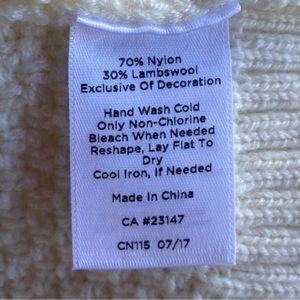 70% Nylon
30% Lambswool
Exclusive Of Decoration
Hand Wash Cold
Only Non-Chlorine
Bleach When Needed
Reshape, Lay Flat To
Dry
Cool Iron, If Needed
Made In China
CA #23147
CN115 07/17